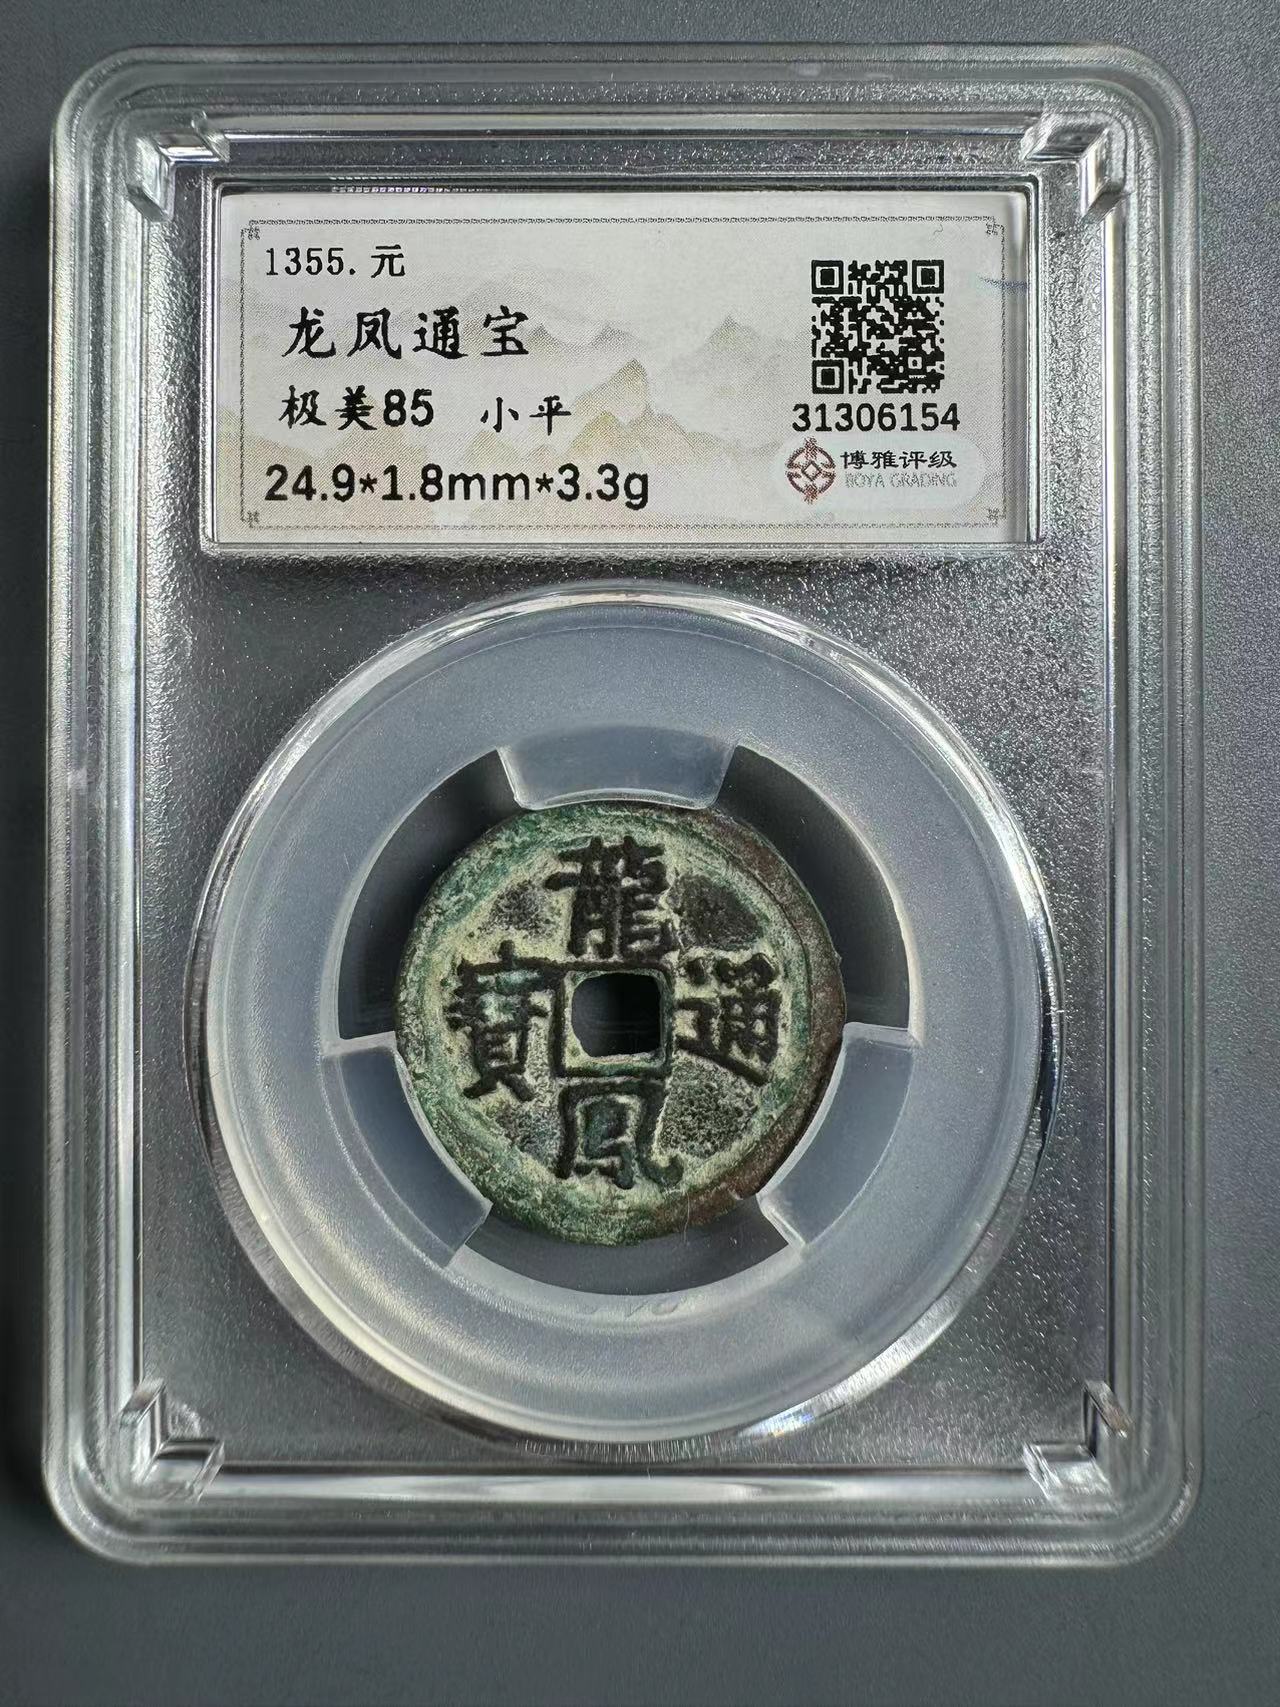 1355.元
龙凤通宝
极美85 小平
24.9*1.8mm*3.3g
31306154
博雅评级
BOYA GRADING
龍鳳通寶